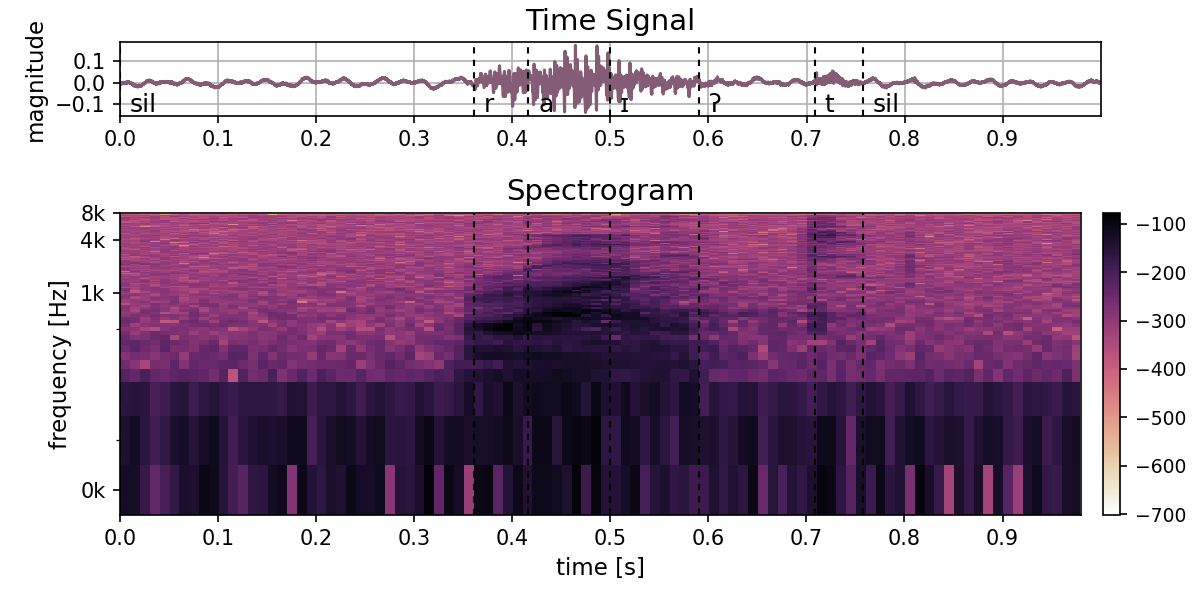 Time Signal
magnitude
0.1
0.0
−0.1
sil r a ɪ ʔ t sil
0.0 0.1 0.2 0.3 0.4 0.5 0.6 0.7 0.8 0.9
Spectrogram
frequency [Hz]
8k
4k
1k
0k
0.0 0.1 0.2 0.3 0.4 0.5 0.6 0.7 0.8 0.9
time [s]
−100
−200
−300
−400
−500
−600
−700